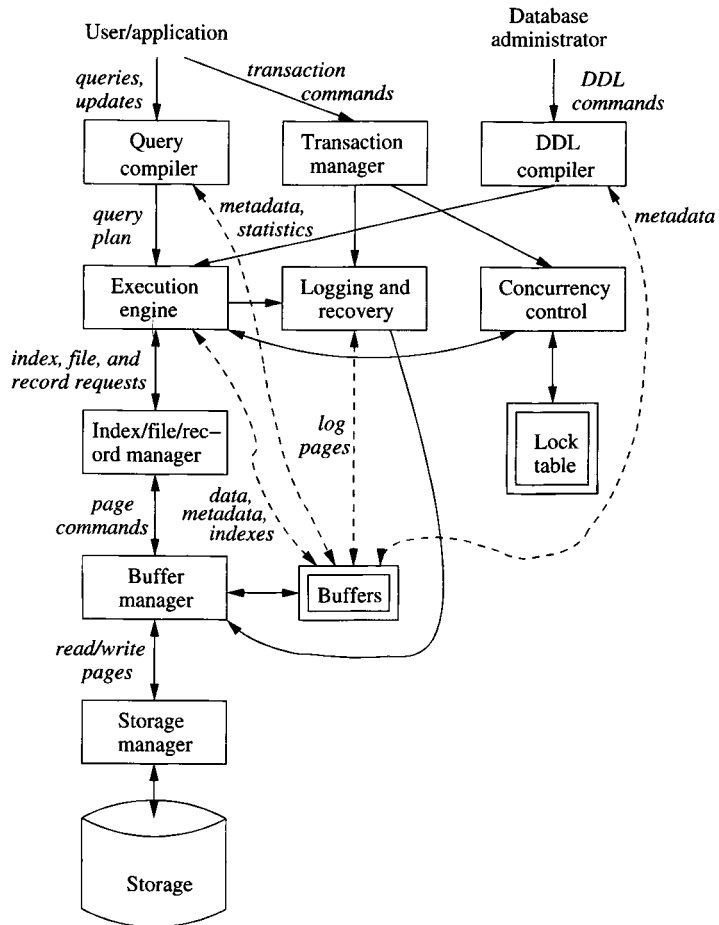 User/application
Database
administrator
queries,
updates
transaction
commands
DDL
commands
Query
compiler
Transaction
manager
DDL
compiler
query
plan
metadata,
statistics
metadata
Execution
engine
Logging and
recovery
Concurrency
control
index, file, and
record requests
Index/file/rec–
ord manager
log
pages
Lock
table
page
commands
data,
metadata,
indexes
Buffer
manager
Buffers
read/write
pages
Storage
manager
Storage